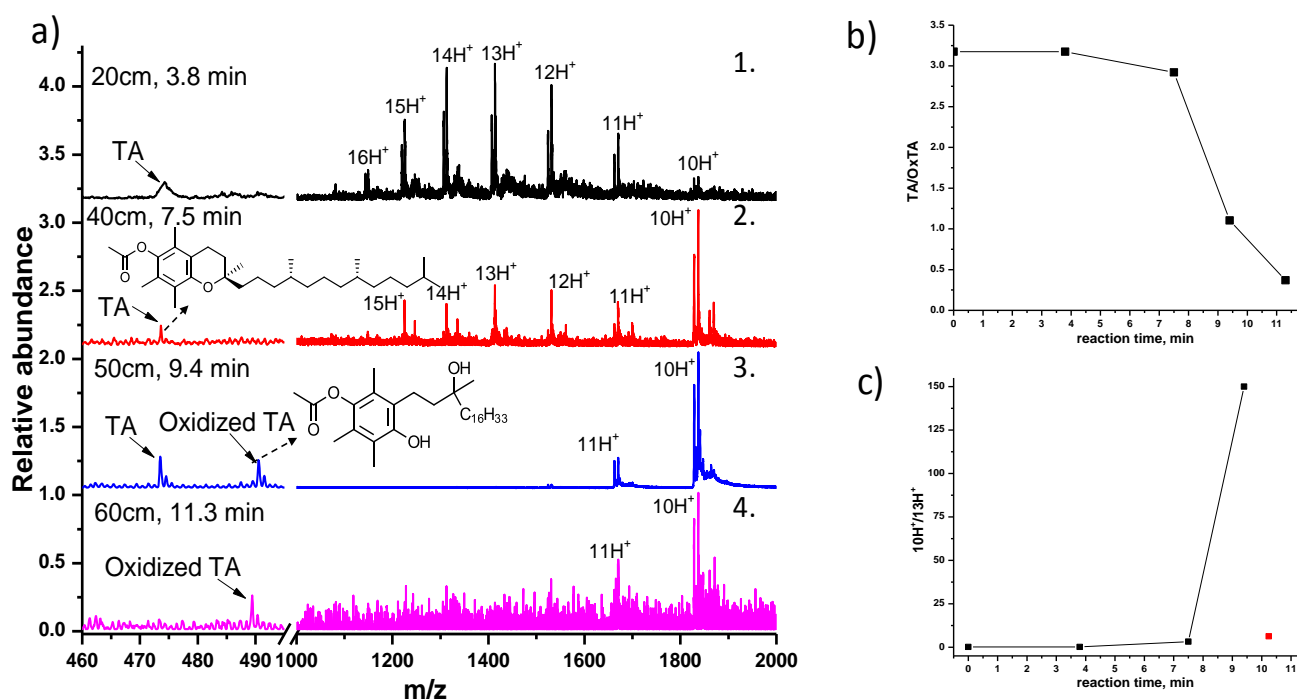 a)
Relative abundance
4.0
3.5
3.0
2.5
2.0
1.5
1.0
0.5
0.0
20cm, 3.8 min
1.
TA
16H+
15H+
14H+
13H+
12H+
11H+
10H+
40cm, 7.5 min
2.
O
O
O
TA
15H+
14H+
13H+
12H+
11H+
10H+
50cm, 9.4 min
3.
TA
Oxidized TA
OH
O
O
C16H33
OH
11H+
10H+
60cm, 11.3 min
4.
Oxidized TA
11H+
10H+
460 470 480 490 1000 1200 1400 1600 1800 2000
m/z
b)
TA/OxTA
3.5
3.0
2.5
2.0
1.5
1.0
0.5
0.0
0 1 2 3 4 5 6 7 8 9 10 11
reaction time, min
c)
10H+/13H+
150
125
100
75
50
25
0
0 1 2 3 4 5 6 7 8 9 10 11
reaction time, min